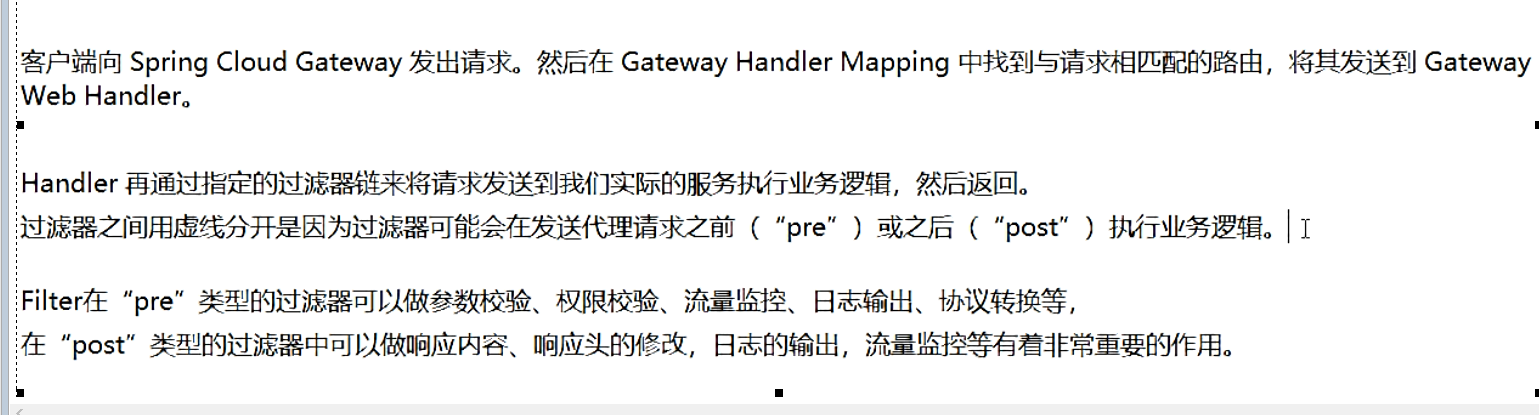 客户端向 Spring Cloud Gateway 发出请求。然后在 Gateway Handler Mapping 中找到与请求相匹配的路由，将其发送到 Gateway
Web Handler。
Handler 再通过指定的过滤器链来将请求发送到我们实际的服务执行业务逻辑，然后返回。
过滤器之间用虚线分开是因为过滤器可能会在发送代理请求之前（“pre”）或之后（“post”）执行业务逻辑。
Filter在“pre”类型的过滤器可以做参数校验、权限校验、流量监控、日志输出、协议转换等，
在“post”类型的过滤器中可以做响应内容、响应头的修改，日志的输出，流量监控等有着非常重要的作用。